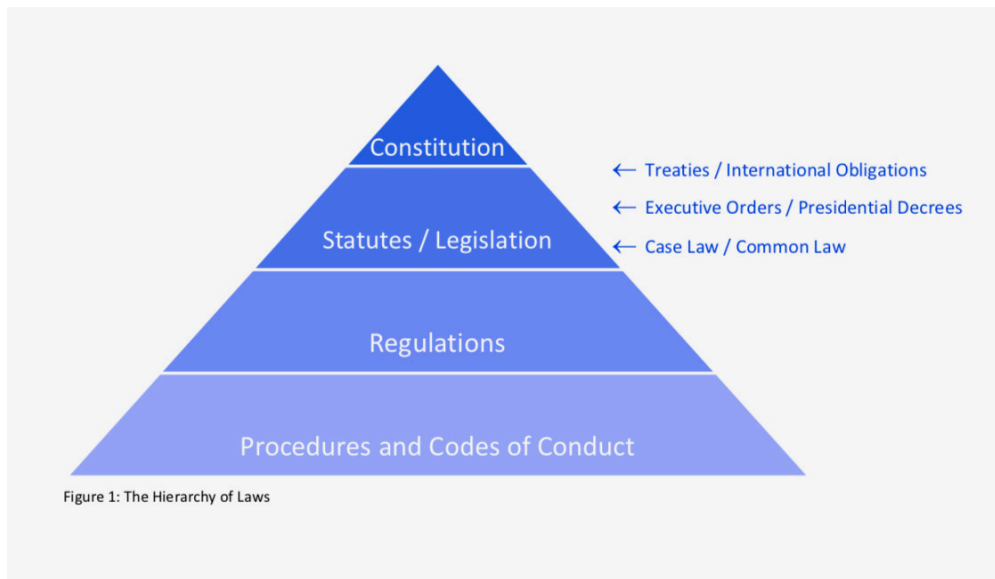 Constitution
← Treaties / International Obligations
← Executive Orders / Presidential Decrees
Statutes / Legislation
← Case Law / Common Law
Regulations
Procedures and Codes of Conduct
Figure 1: The Hierarchy of Laws